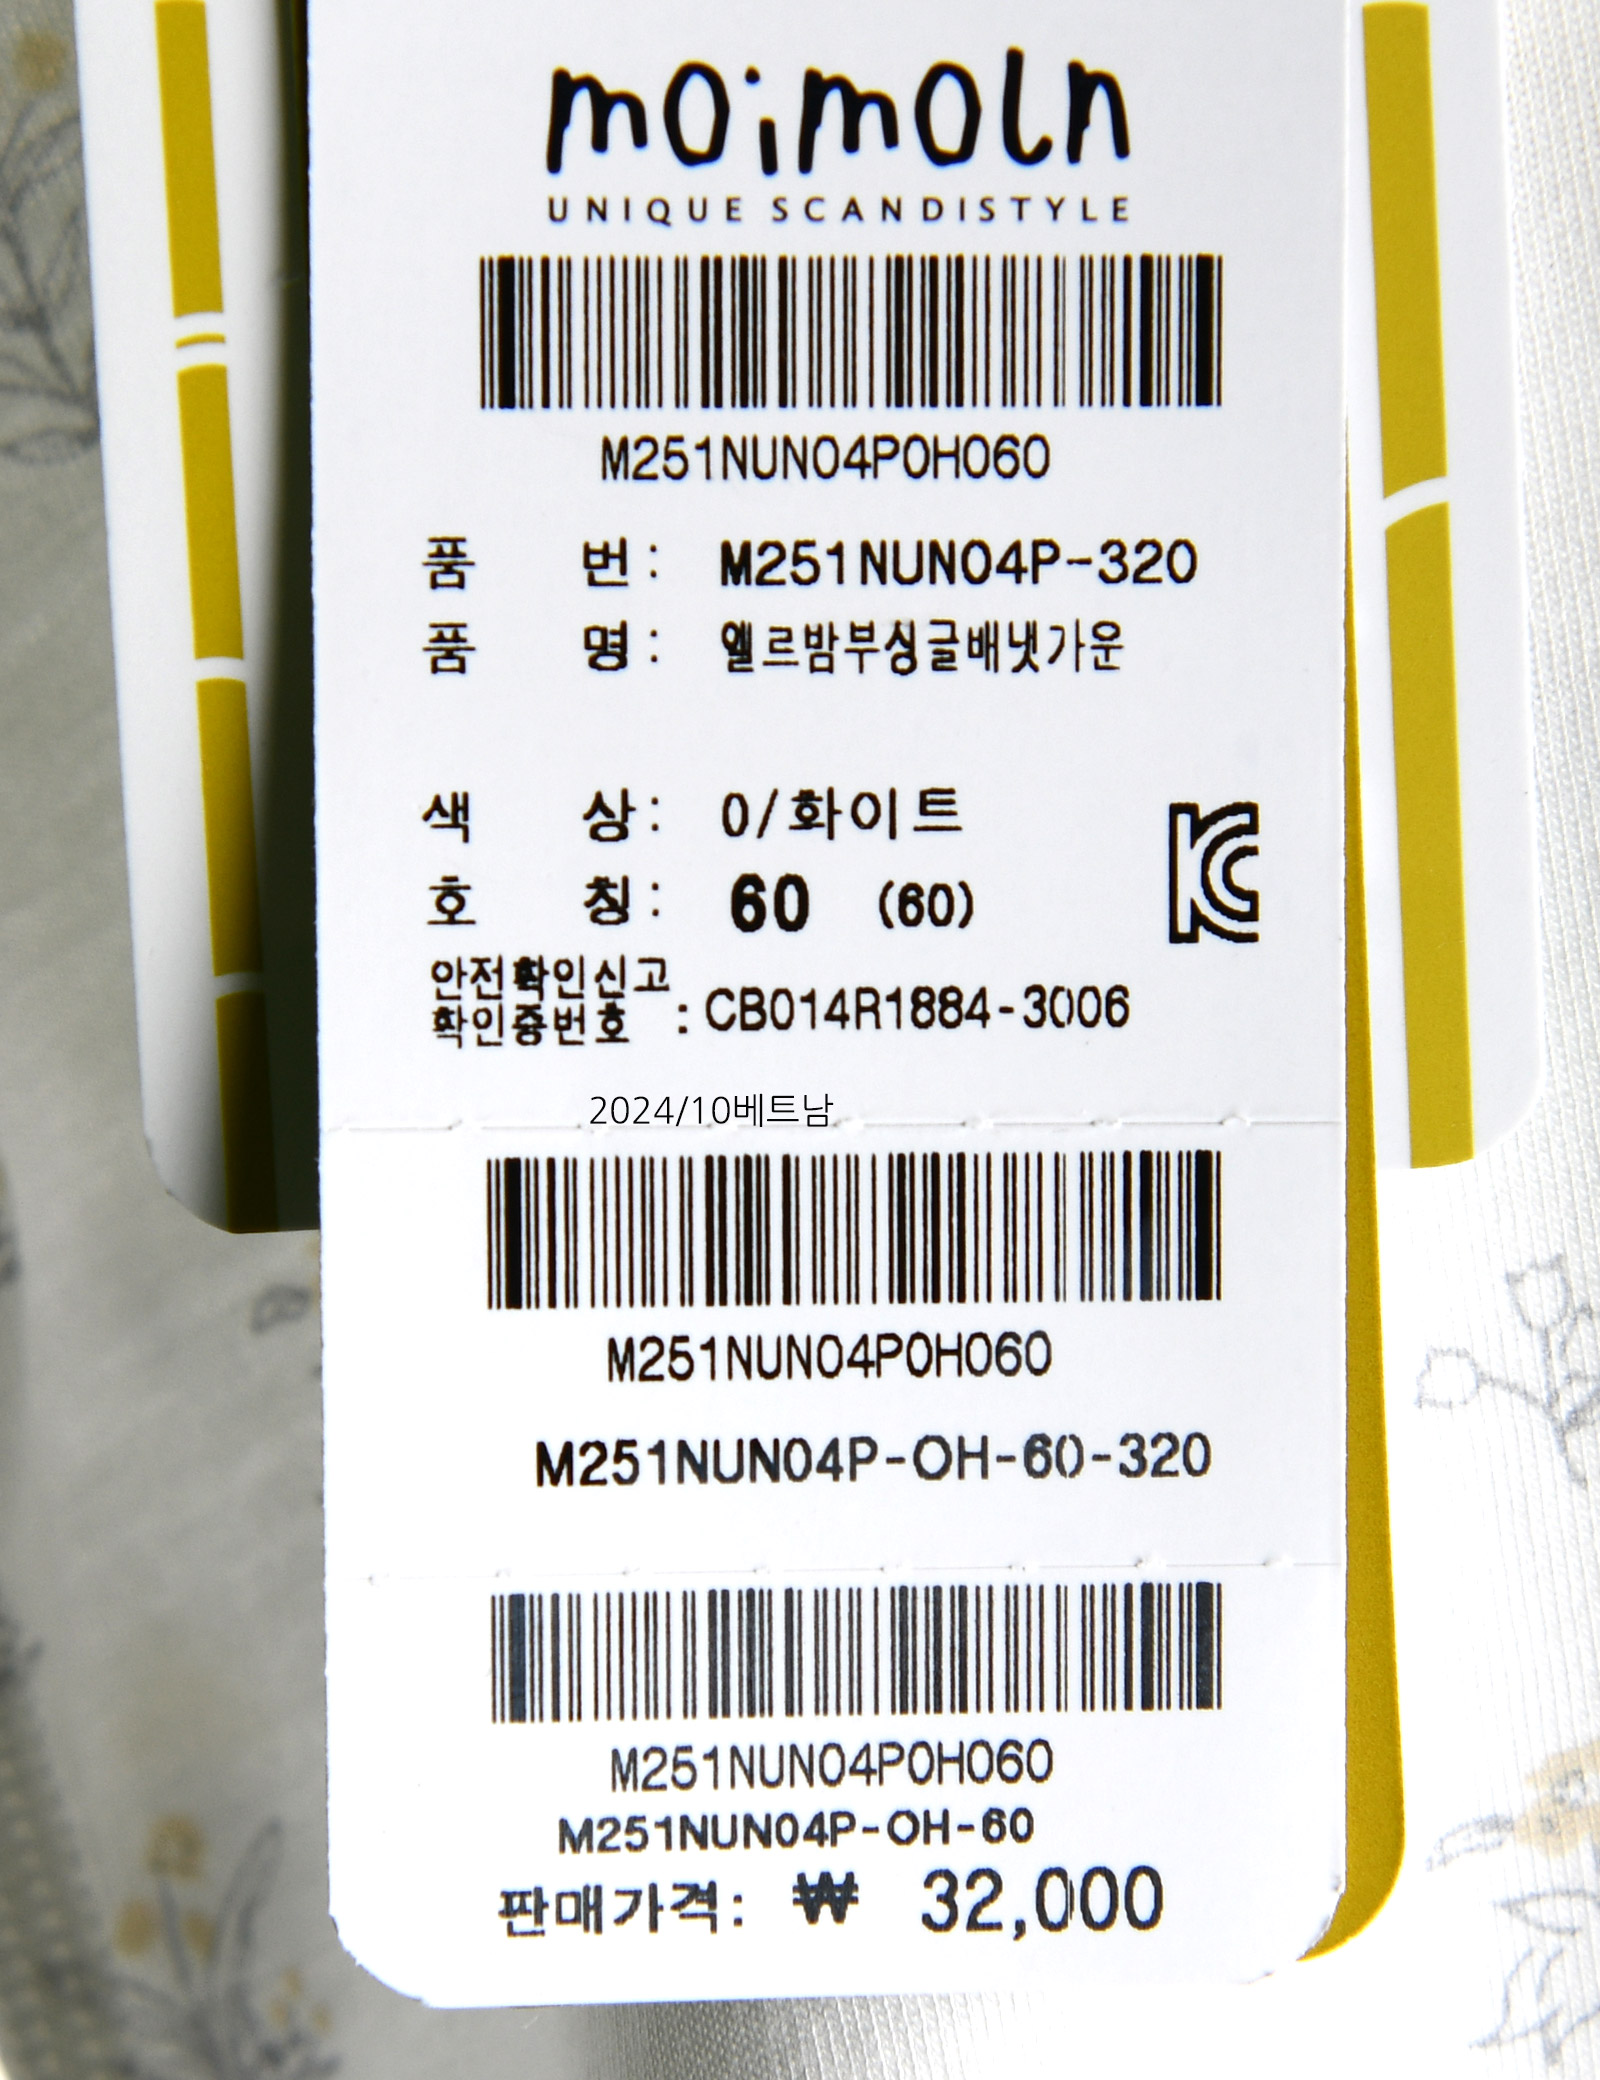 moimoln
UNIQUE SCANDISTYLE
M251NUN04P0H060
품 번: M251NUN04P-320
품 명: 엘르밤부싱글배냇가운
색 상: 0/화이트
호 칭: 60 (60)
안전확인신고
확인증번호 : CB014R1884-3006
2024/10베트남
M251NUN04P0H060
M251NUN04P-OH-60-320
M251NUN04P0H060
M251NUN04P-OH-60
판매가격: ₩ 32,000